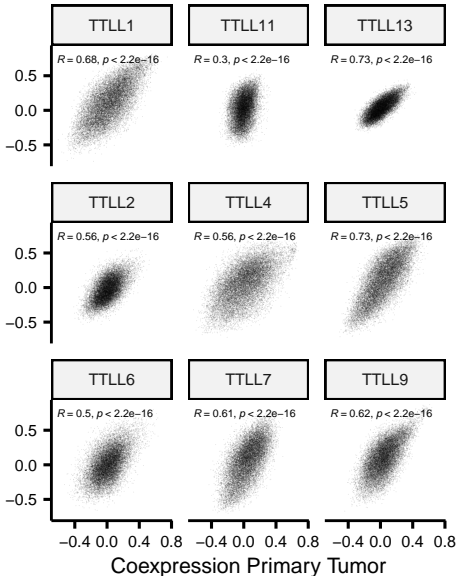 TTLL1 TTLL11 TTLL13
R = 0.68, p < 2.2e−16 R = 0.3, p < 2.2e−16 R = 0.73, p < 2.2e−16
0.5
0.0
−0.5
TTLL2 TTLL4 TTLL5
R = 0.56, p < 2.2e−16 R = 0.56, p < 2.2e−16 R = 0.73, p < 2.2e−16
0.5
0.0
−0.5
TTLL6 TTLL7 TTLL9
R = 0.5, p < 2.2e−16 R = 0.61, p < 2.2e−16 R = 0.62, p < 2.2e−16
0.5
0.0
−0.5
−0.4 0.0 0.4 0.8 −0.4 0.0 0.4 0.8 −0.4 0.0 0.4 0.8
Coexpression Primary Tumor